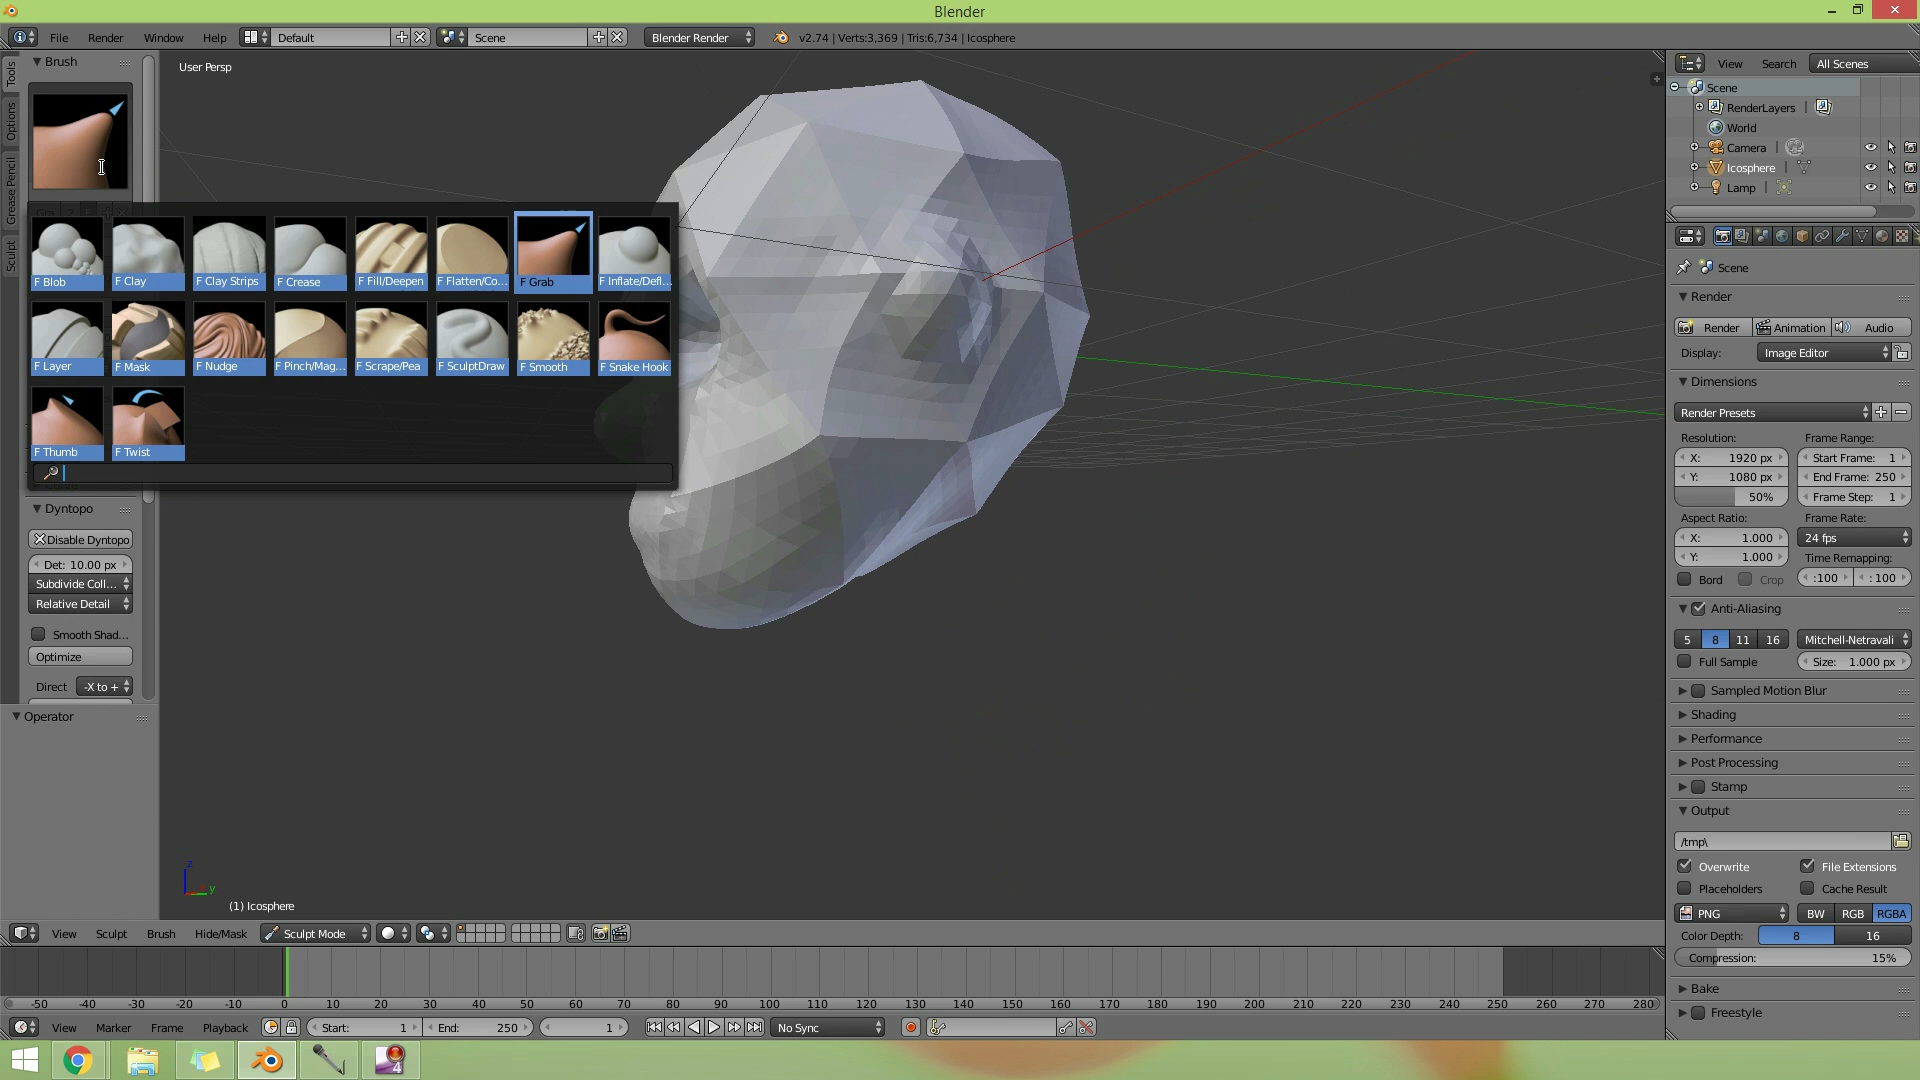 Blender
File Render Window Help Default Scene Blender Render v2.74 | Verts:3,369 | Tris:6,734 | Icosphere
Tools
Options
Grease Pencil
Sculpt
Brush
User Persp
F Blob F Clay F Clay Strips F Crease F Fill/Deepen F Flatten/Co... F Grab F Inflate/Defl...
F Layer F Mask F Nudge F Pinch/Mag... F Scrape/Pea F SculptDraw F Smooth F Snake Hook
F Thumb F Twist
Dyntopo
Disable Dyntopo
Det: 10.00 px
Subdivide Coll...
Relative Detail
Smooth Shad...
Optimize
Direct -X to +
Operator
z
y
(1) Icosphere
View Sculpt Brush Hide/Mask Sculpt Mode
-50 -40 -30 -20 -10 0 10 20 30 40 50 60 70 80 90 100 110 120 130 140 150 160 170 180 190 200 210 220 230 240 250 260 270 280
View Marker Frame Playback Start: 1 End: 250 1 No Sync
4
View Search All Scenes
Scene
RenderLayers |
World
Camera |
Icosphere |
Lamp |
Scene
Render
Render Animation Audio
Display: Image Editor
Dimensions
Render Presets
Resolution: Frame Range:
X: 1920 px Start Frame: 1
Y: 1080 px End Frame: 250
50% Frame Step: 1
Aspect Ratio: Frame Rate:
X: 1.000 24 fps
Y: 1.000 Time Remapping:
Bord Crop :100 : 100
Anti-Aliasing
5 8 11 16 Mitchell-Netravali
Full Sample Size: 1.000 px
Sampled Motion Blur
Shading
Performance
Post Processing
Stamp
Output
/tmp\
Overwrite File Extensions
Placeholders Cache Result
PNG BW RGB RGBA
Color Depth: 8 16
Compression: 15%
Bake
Freestyle